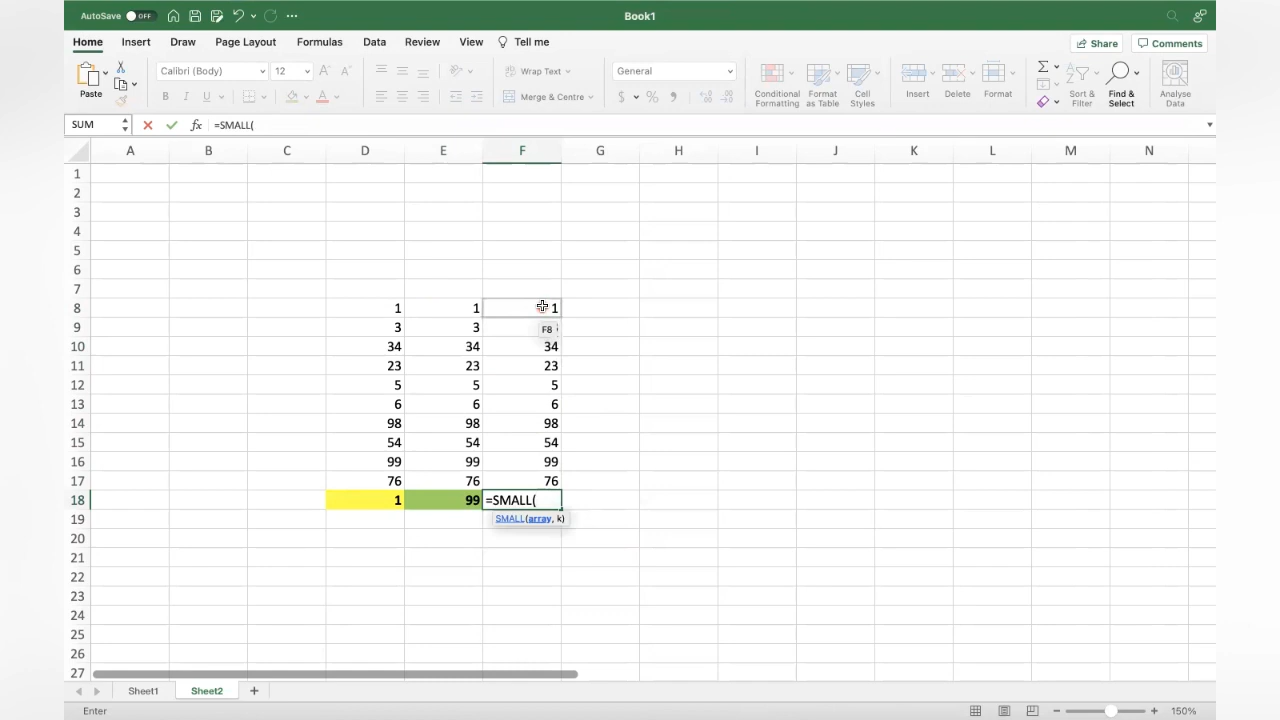 AutoSave OFF
Book1
Home Insert Draw Page Layout Formulas Data Review View Tell me Share Comments
Paste Calibri (Body) 12 A A Wrap Text General Conditional Formatting Format as Table Cell Styles Insert Delete Format Sort & Filter Find & Select Analyse Data
B I U A Merge & Centre $ %
SUM fx =SMALL(
A B C D E F G H I J K L M N
1
2
3
4
5
6
7
8 1 1 1
9 3 3 F8
10 34 34 34
11 23 23 23
12 5 5 5
13 6 6 6
14 98 98 98
15 54 54 54
16 99 99 99
17 76 76 76
18 1 99 =SMALL(
19 SMALL(array, k)
20
21
22
23
24
25
26
27
Sheet1 Sheet2 +
Enter 150%